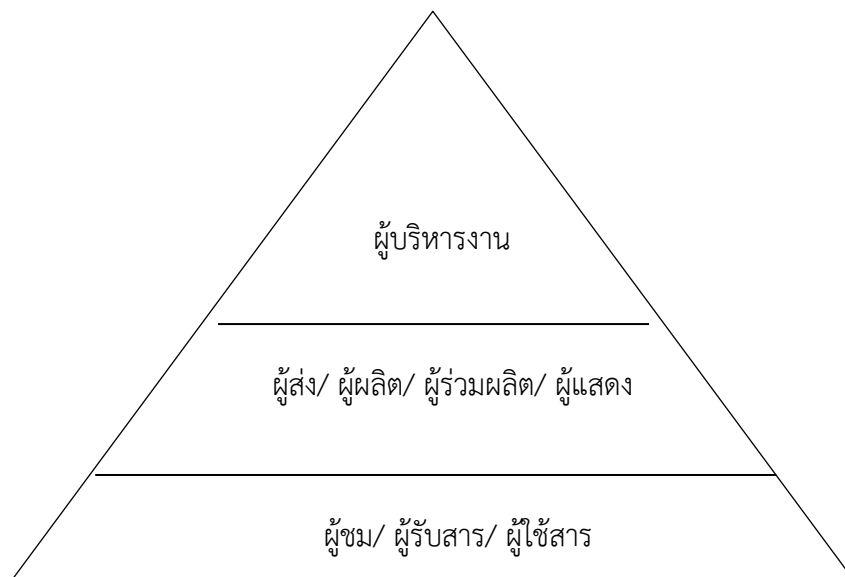 ผู้บริหารงาน
ผู้ส่ง/ ผู้ผลิต/ ผู้ร่วมผลิต/ ผู้แสดง
ผู้ชม/ ผู้รับสาร/ ผู้ใช้สาร